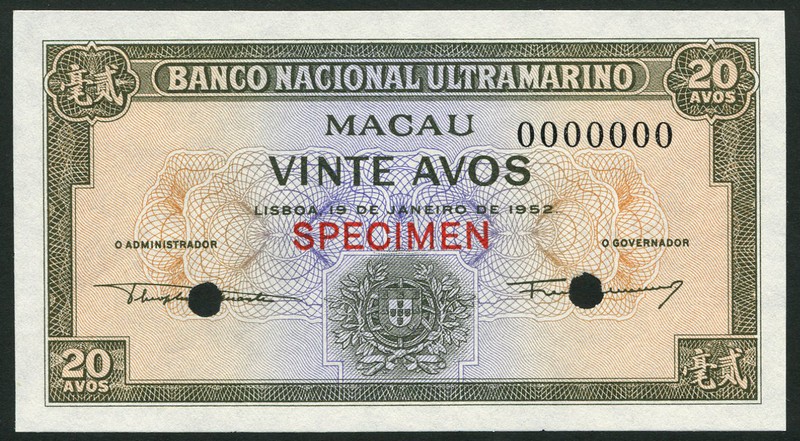 毫貳
BANCO NACIONAL ULTRAMARINO
20
AVOS
MACAU
0000000
VINTE AVOS
LISBOA, 19 DE JANEIRO DE 1952
SPECIMEN
O ADMINISTRADOR
O GOVERNADOR
20
AVOS
毫貳